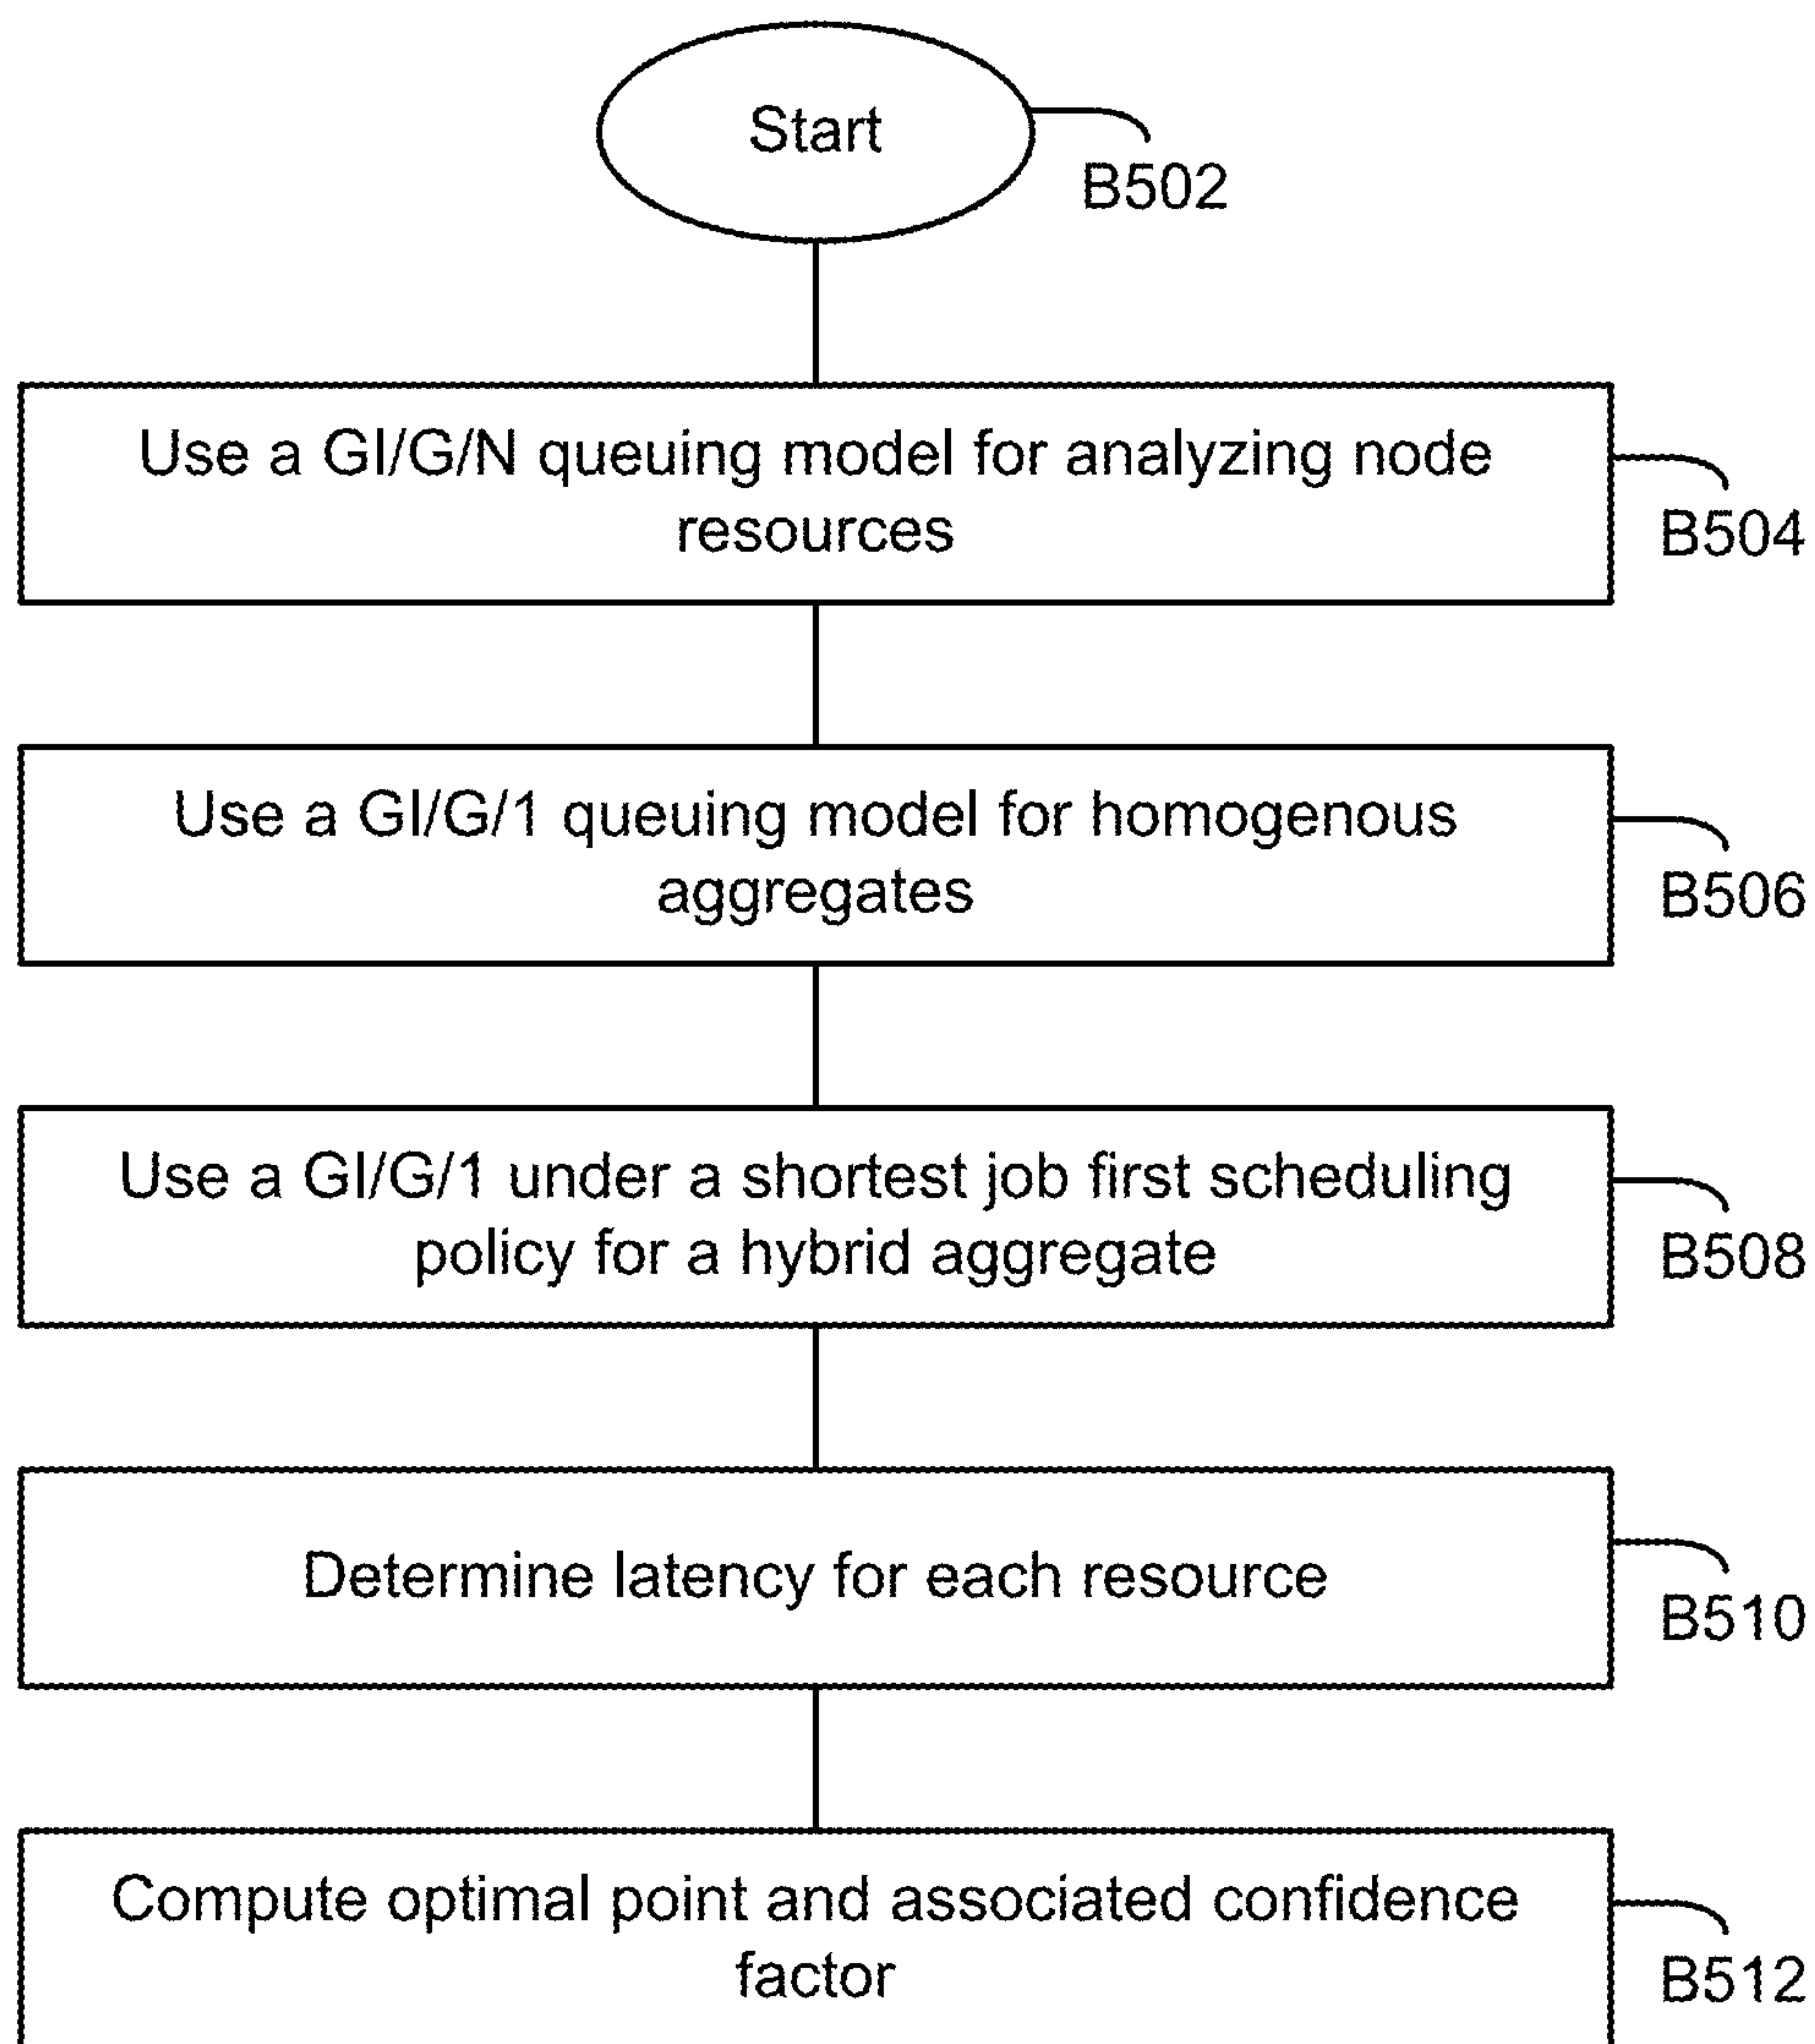 Start
B502
Use a GI/G/N queuing model for analyzing node
resources
B504
Use a GI/G/1 queuing model for homogenous
aggregates
B506
Use a GI/G/1 under a shortest job first scheduling
policy for a hybrid aggregate
B508
Determine latency for each resource
B510
Compute optimal point and associated confidence
factor
B512